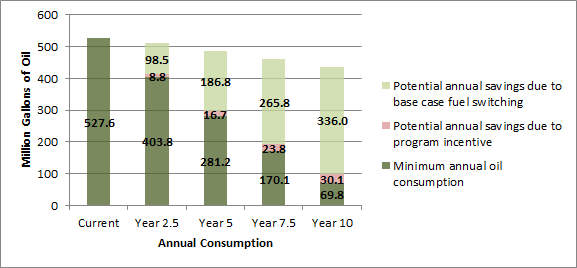 600
500
400
300
200
100
0
Million Gallons of Oil
527.6
98.5
8.8
403.8
186.8
16.7
281.2
265.8
23.8
170.1
336.0
30.1
69.8
Current
Year 2.5
Year 5
Year 7.5
Year 10
Annual Consumption
Potential annual savings due to
base case fuel switching
Potential annual savings due to
program incentive
Minimum annual oil
consumption